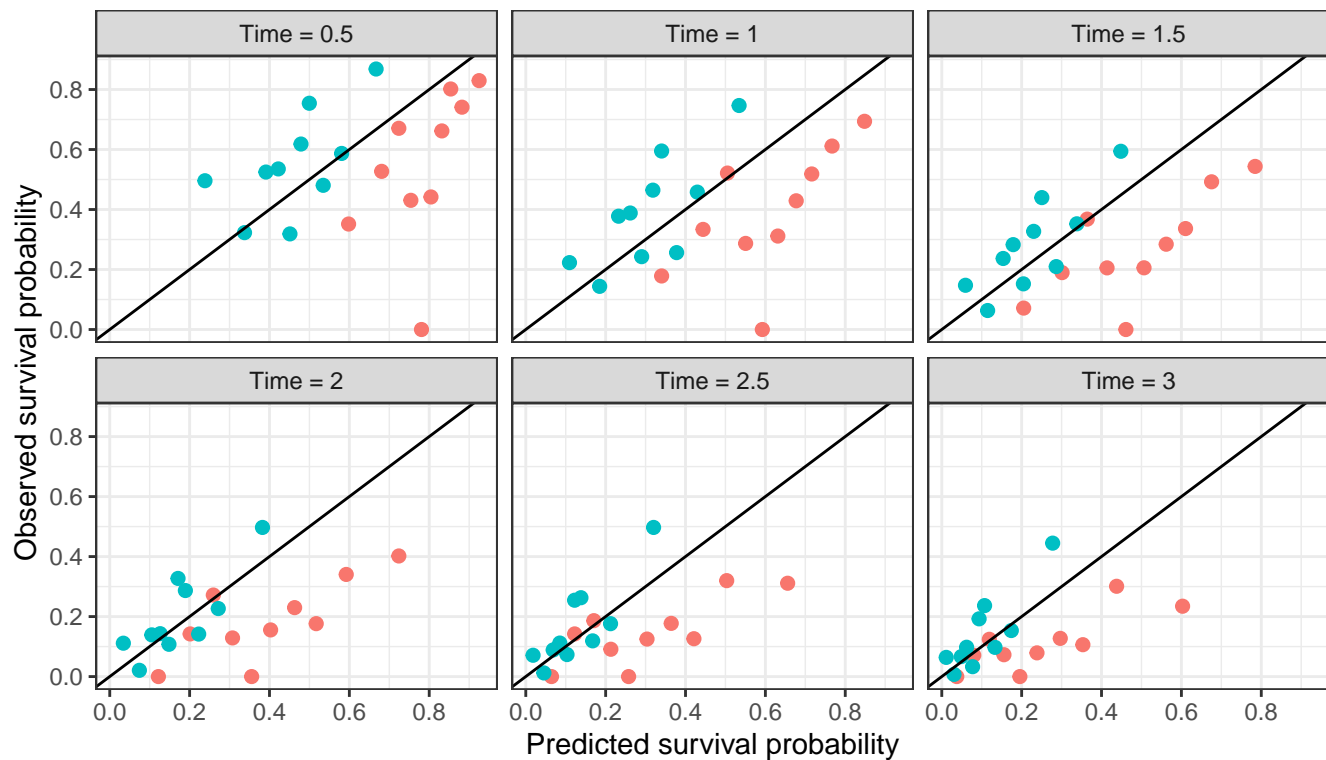 Time = 0.5
Time = 1
Time = 1.5
0.8
0.6
0.4
0.2
0.0
Time = 2
Time = 2.5
Time = 3
0.8
0.6
0.4
0.2
0.0
0.0 0.2 0.4 0.6 0.8
0.0 0.2 0.4 0.6 0.8
0.0 0.2 0.4 0.6 0.8
Observed survival probability
Predicted survival probability